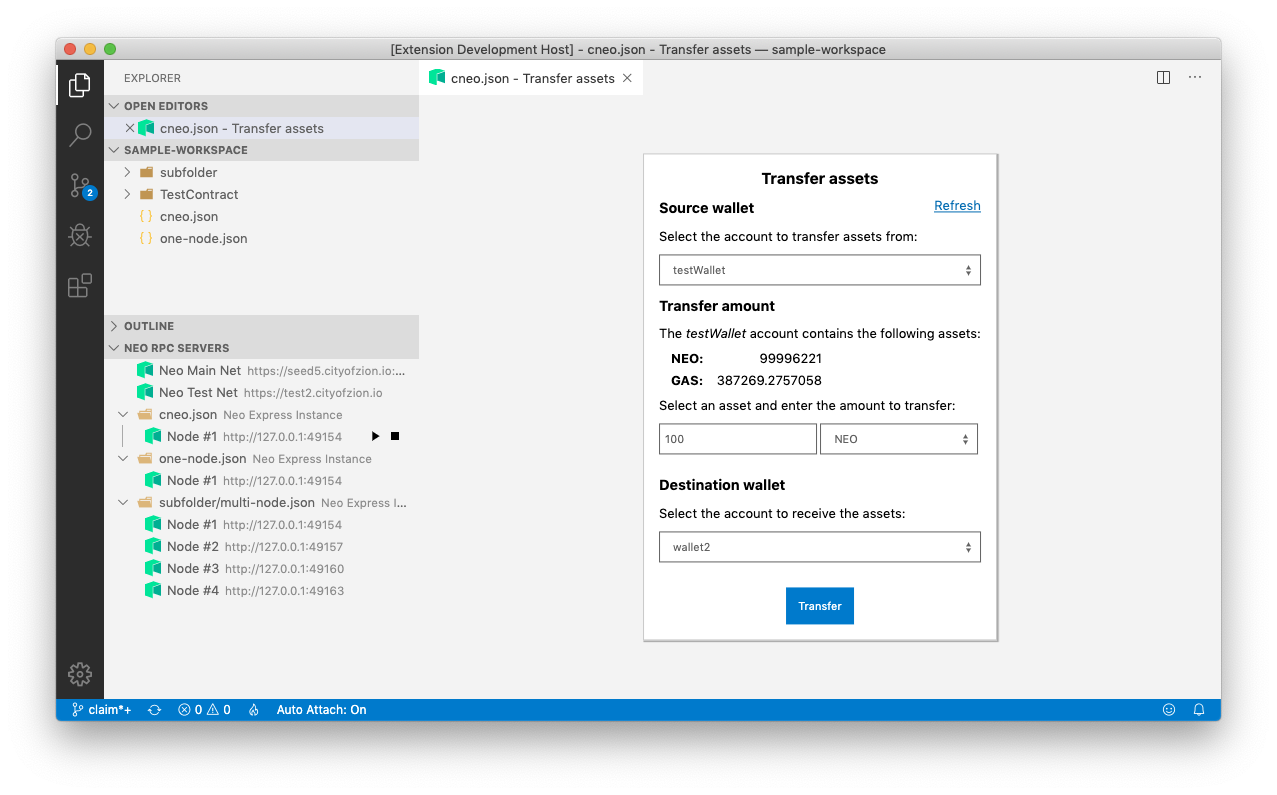 [Extension Development Host] - cneo.json - Transfer assets — sample-workspace
EXPLORER
OPEN EDITORS
cneo.json - Transfer assets
SAMPLE-WORKSPACE
subfolder
TestContract
{ } cneo.json
{ } one-node.json
OUTLINE
NEO RPC SERVERS
Neo Main Net https://seed5.cityofzion.io:...
Neo Test Net https://test2.cityofzion.io
cneo.json Neo Express Instance
Node #1 http://127.0.0.1:49154
one-node.json Neo Express Instance
Node #1 http://127.0.0.1:49154
subfolder/multi-node.json Neo Express I...
Node #1 http://127.0.0.1:49154
Node #2 http://127.0.0.1:49157
Node #3 http://127.0.0.1:49160
Node #4 http://127.0.0.1:49163
2
cneo.json - Transfer assets
Transfer assets
Source wallet Refresh
Select the account to transfer assets from:
testWallet
Transfer amount
The testWallet account contains the following assets:
NEO: 99996221
GAS: 387269.2757058
Select an asset and enter the amount to transfer:
100 NEO
Destination wallet
Select the account to receive the assets:
wallet2
Transfer
claim*+ 0 0 Auto Attach: On